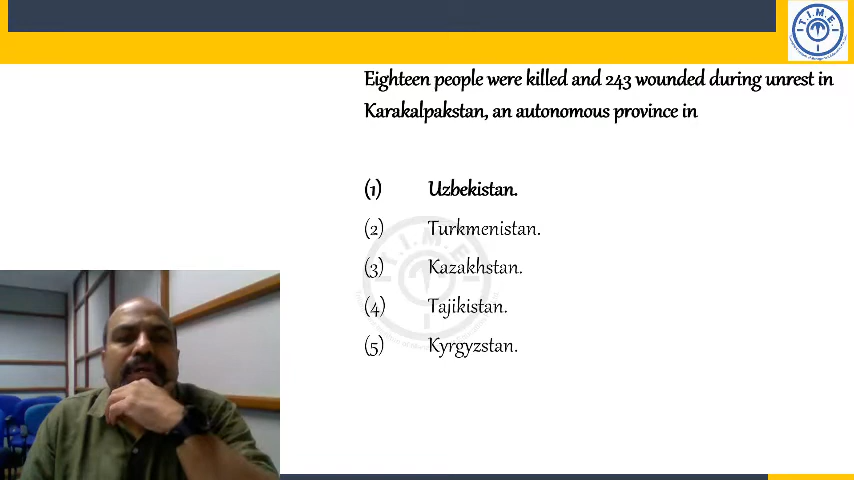 T.I.M.E.
Eighteen people were killed and 243 wounded during unrest in
Karakalpakstan, an autonomous province in
(1) Uzbekistan.
(2) Turkmenistan.
(3) Kazakhstan.
(4) Tajikistan.
(5) Kyrgyzstan.